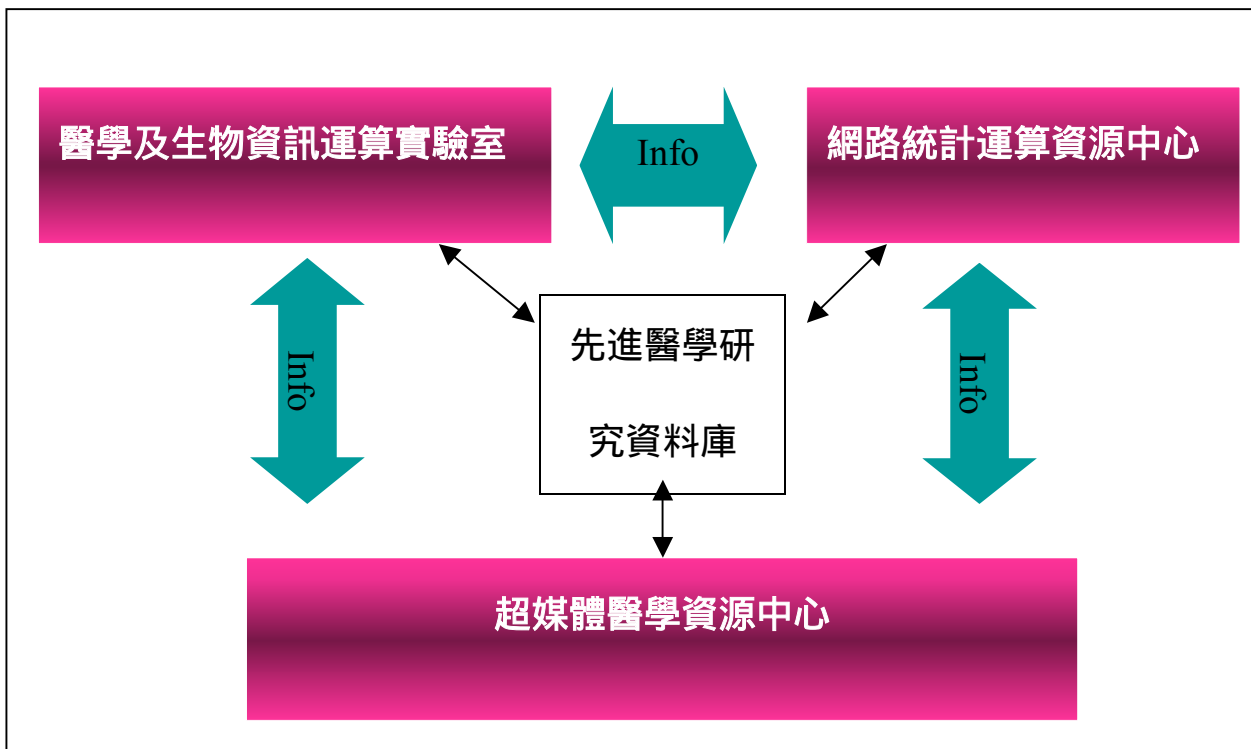 醫學及生物資訊運算實驗室
Info
網路統計運算資源中心
Info
先進醫學研
究資料庫
Info
超媒體醫學資源中心